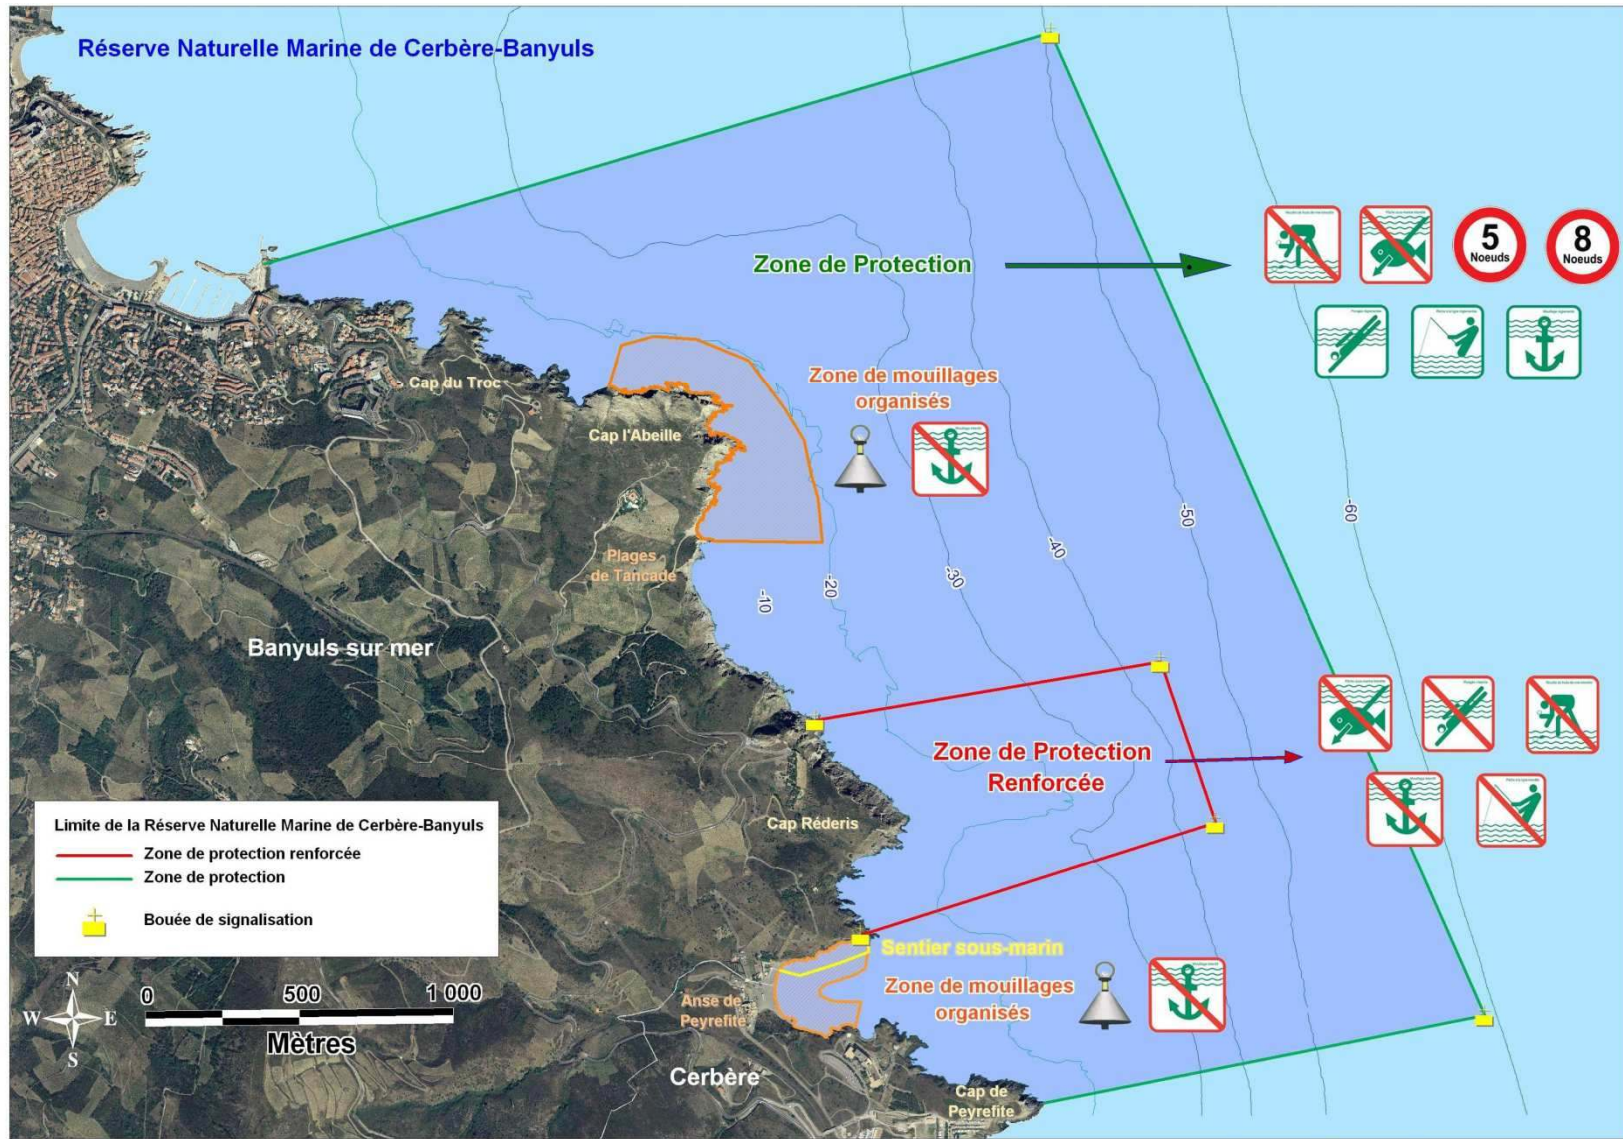 Réserve Naturelle Marine de Cerbère-Banyuls
Zone de Protection
5
Noeuds
8
Noeuds
Cap du Troc
Zone de mouillages
organisés
Cap l'Abeille
Plages
de Tancade
-10
-20
-30
-40
-50
-60
Banyuls sur mer
Zone de Protection
Renforcée
Cap Réderis
Limite de la Réserve Naturelle Marine de Cerbère-Banyuls
Zone de protection renforcée
Zone de protection
Bouée de signalisation
Sentier sous-marin
Zone de mouillages
organisés
Anse de
Peyrefite
N
W E
S
0 500 1 000
Mètres
Cerbère
Cap de
Peyrefite